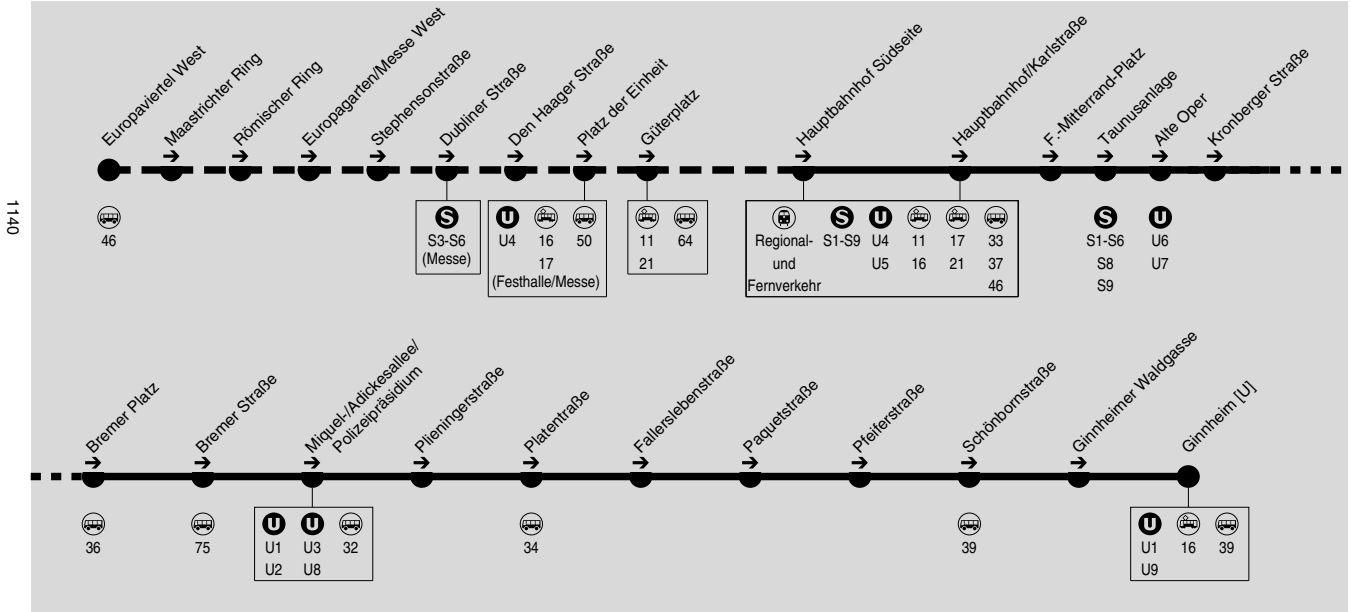 1140
Europaviertel West
Maastrichter Ring
Römischer Ring
Europagarten/Messe West
Stephensonstraße
Dubliner Straße
Den Haager Straße
Platz der Einheit
Güterplatz
Hauptbahnhof Südseite
Hauptbahnhof/Karlstraße
F.-Mitterrand-Platz
Taunusanlage
Alte Oper
Kronberger Straße
46
S
S3-S6
(Messe)
U
U4 16 50
17
(Festhalle/Messe)
11 64
21
S U
Regional- S1-S9 U4 11 17 33
und U5 16 21 37
Fernverkehr 46
S
S1-S6
S8
S9
U
U6
U7
Bremer Platz
Bremer Straße
Miquel-/Adickesallee/
Polizeipräsidium
Plieningerstraße
Platentraße
Fallerslebenstraße
Paquetstraße
Pfeiferstraße
Schönbornstraße
Ginnheimer Waldgasse
Ginnheim [U]
36
75
U U
U1 U3 32
U2 U8
34
39
U
U1 16 39
U9